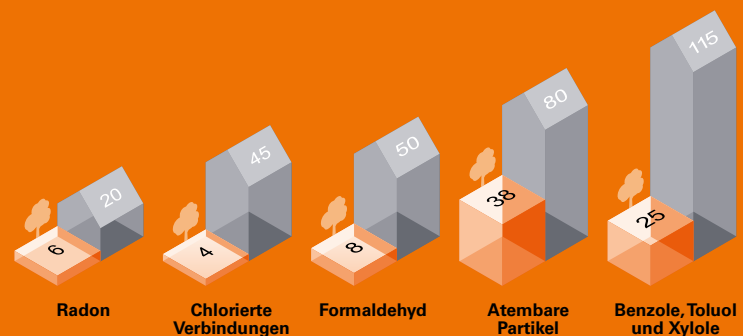 20
6
Radon
45
4
Chlorierte
Verbindungen
50
8
Formaldehyd
80
38
Atembare
Partikel
115
25
Benzole, Toluol
und Xylole